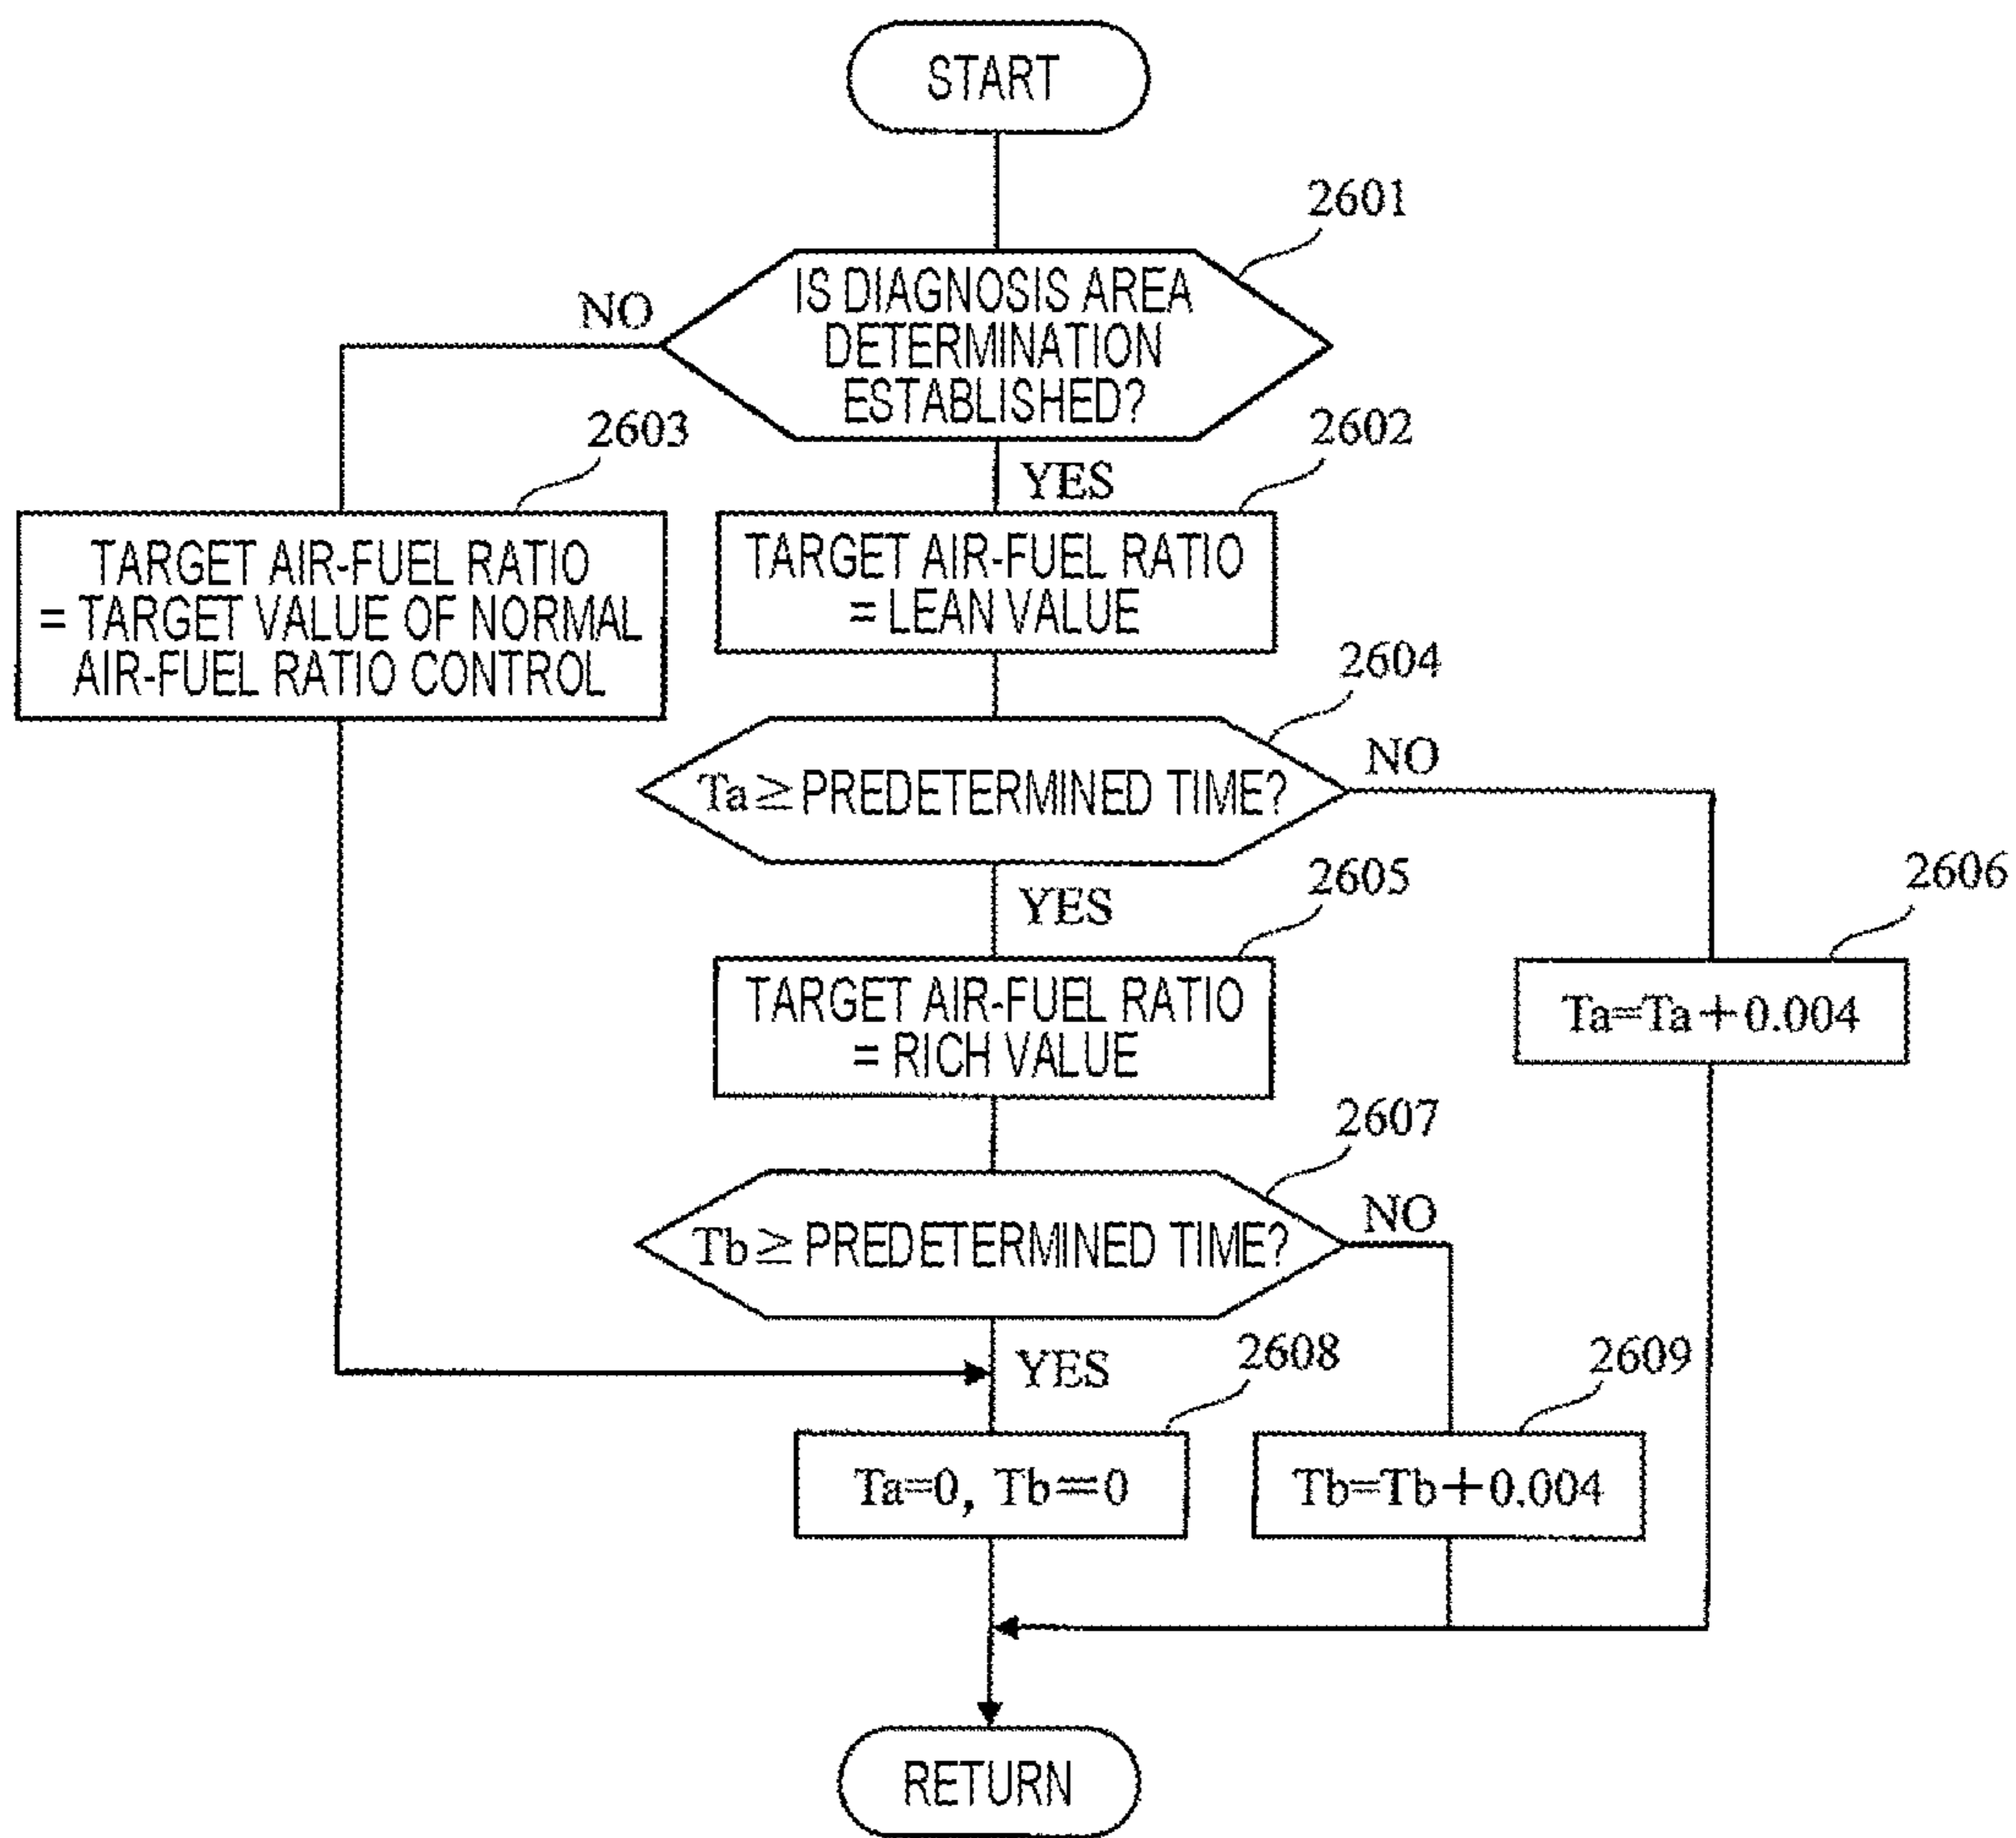 START
2601
IS DIAGNOSIS AREA
DETERMINATION
ESTABLISHED?
NO
YES
2603
TARGET AIR-FUEL RATIO
= TARGET VALUE OF NORMAL
AIR-FUEL RATIO CONTROL
2602
TARGET AIR-FUEL RATIO
= LEAN VALUE
2604
Ta≥PREDETERMINED TIME?
NO
YES
2605
TARGET AIR-FUEL RATIO
= RICH VALUE
2606
Ta=Ta+0.004
2607
Tb≥PREDETERMINED TIME?
NO
YES
2608
Ta=0, Tb=0
2609
Tb=Tb+0.004
RETURN